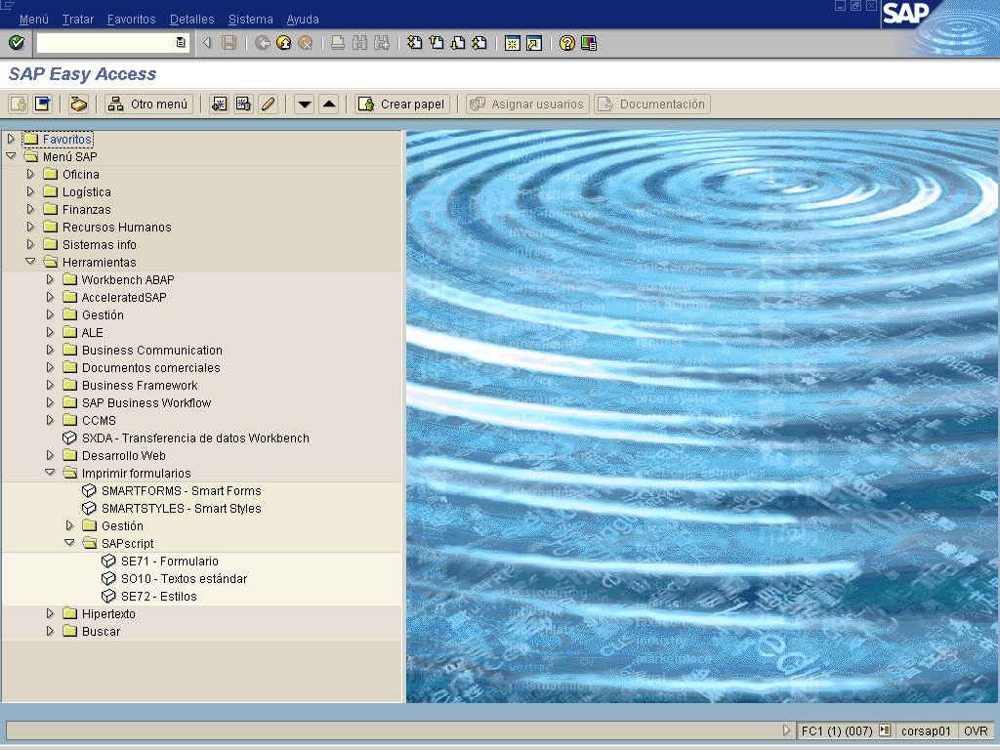 Menú Tratar Favoritos Detalles Sistema Ayuda
SAP
SAP Easy Access
Otro menú Crear papel Asignar usuarios Documentación
Favoritos
Menú SAP
Oficina
Logística
Finanzas
Recursos Humanos
Sistemas info
Herramientas
Workbench ABAP
AcceleratedSAP
Gestión
ALE
Business Communication
Documentos comerciales
Business Framework
SAP Business Workflow
CCMS
SXDA - Transferencia de datos Workbench
Desarrollo Web
Imprimir formularios
SMARTFORMS - Smart Forms
SMARTSTYLES - Smart Styles
Gestión
SAPscript
SE71 - Formulario
SO10 - Textos estándar
SE72 - Estilos
Hipertexto
Buscar
favorites
marketplace
FC1 (1) (007) corsap01 OVR